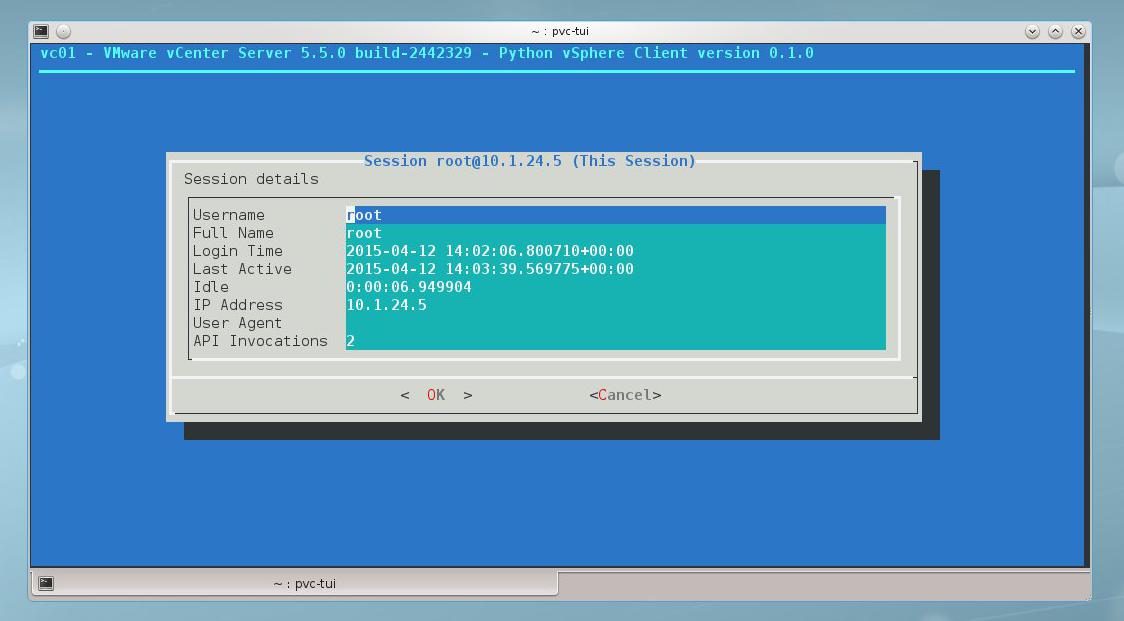 ~ : pvc-tui
vc01 - VMware vCenter Server 5.5.0 build-2442329 - Python vSphere Client version 0.1.0
Session root@10.1.24.5 (This Session)
Session details
Username root
Full Name root
Login Time 2015-04-12 14:02:06.800710+00:00
Last Active 2015-04-12 14:03:39.569775+00:00
Idle 0:00:06.949904
IP Address 10.1.24.5
User Agent
API Invocations 2
< OK > <Cancel>
~ : pvc-tui